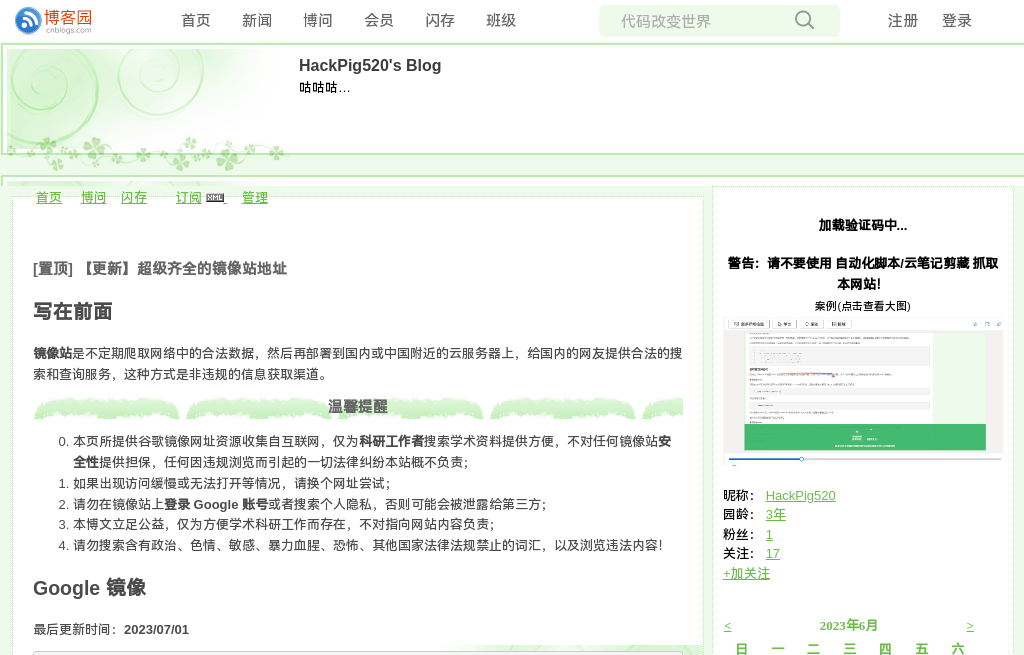 博客园
cnblogs.com
首页 新闻 博问 会员 闪存 班级
代码改变世界
注册 登录
HackPig520's Blog
咕咕咕…
首页 博问 闪存 订阅 XML 管理
[置顶] 【更新】超级齐全的镜像站地址
写在前面
镜像站是不定期爬取网络中的合法数据，然后再部署到国内或中国附近的云服务器上，给国内的网友提供合法的搜
索和查询服务，这种方式是非违规的信息获取渠道。
温馨提醒
0. 本页所提供谷歌镜像网址资源收集自互联网，仅为科研工作者搜索学术资料提供方便，不对任何镜像站安
全性提供担保，任何因违规浏览而引起的一切法律纠纷本站概不负责；
1. 如果出现访问缓慢或无法打开等情况，请换个网址尝试；
2. 请勿在镜像站上登录 Google 账号或者搜索个人隐私，否则可能会被泄露给第三方；
3. 本博文立足公益，仅为方便学术科研工作而存在，不对指向网站内容负责；
4. 请勿搜索含有政治、色情、敏感、暴力血腥、恐怖、其他国家法律法规禁止的词汇，以及浏览违法内容！
Google 镜像
最后更新时间：2023/07/01
加载验证码中...
警告：请不要使用 自动化脚本/云笔记剪藏 抓取
本网站！
案例(点击查看大图)
昵称： HackPig520
园龄： 3年
粉丝： 1
关注： 17
+加关注
< 2023年6月 >
日 一 二 三 四 五 六